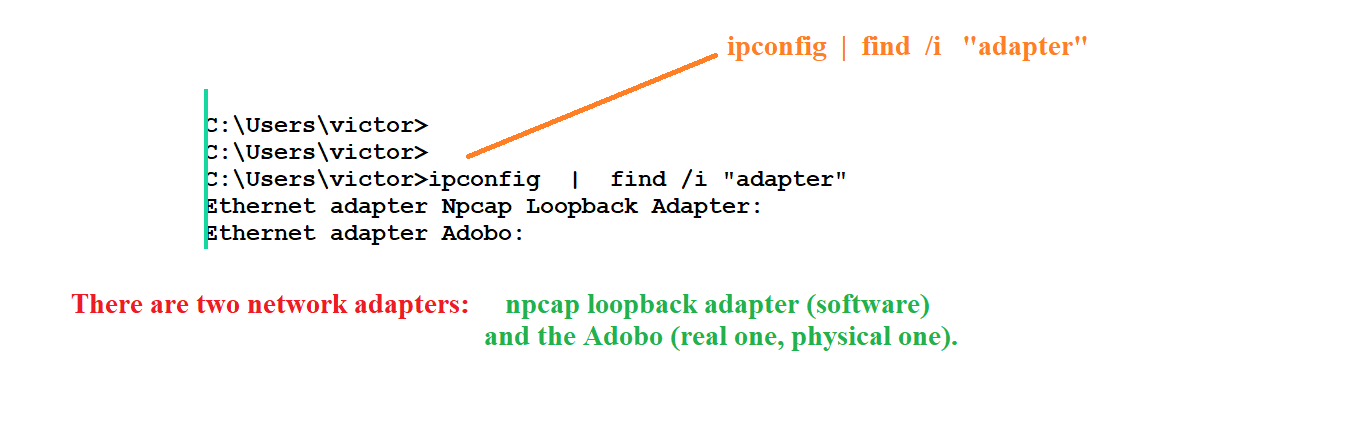 ipconfig | find /i "adapter"
C:\Users\victor>
C:\Users\victor>
C:\Users\victor>ipconfig | find /i "adapter"
Ethernet adapter Npcap Loopback Adapter:
Ethernet adapter Adobo:
There are two network adapters: npcap loopback adapter (software)
and the Adobo (real one, physical one).